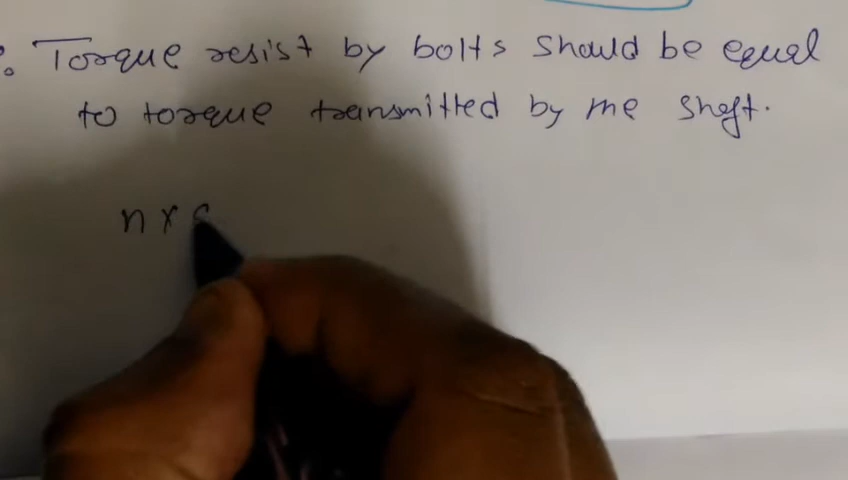 : Torque resist by bolts should be equal
to torque transmitted by the shaft.
n x